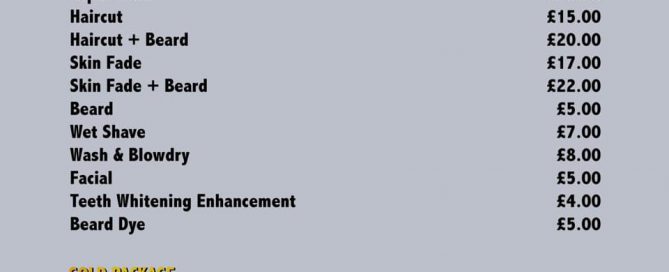 Haircut £15.00
Haircut + Beard £20.00
Skin Fade £17.00
Skin Fade + Beard £22.00
Beard £5.00
Wet Shave £7.00
Wash & Blowdry £8.00
Facial £5.00
Teeth Whitening Enhancement £4.00
Beard Dye £5.00
GOLD PACKAGE